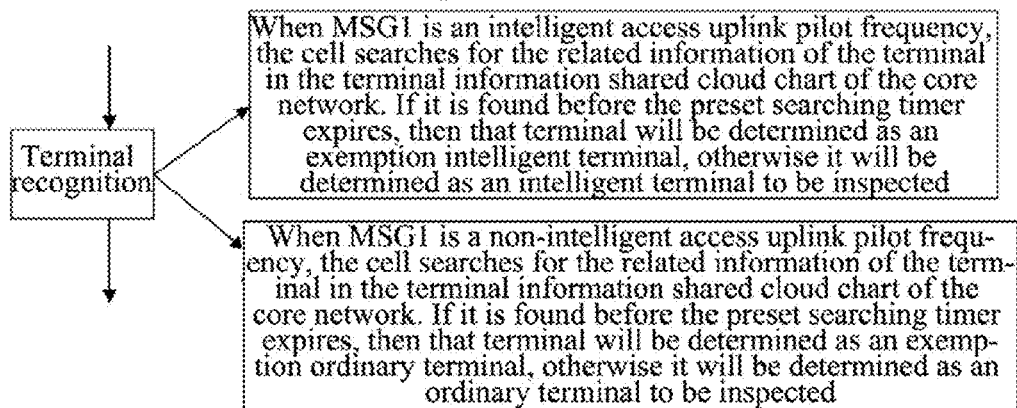 When MSG1 is an intelligent access uplink pilot frequency,
the cell searches for the related information of the terminal
in the terminal information shared cloud chart of the core
network. If it is found before the preset searching timer
expires, then that terminal will be determined as an
exemption intelligent terminal, otherwise it will be
determined as an intelligent terminal to be inspected
Terminal
recognition
When MSG1 is a non-intelligent access uplink pilot frequ-
ency, the cell searches for the related information of the term-
inal in the terminal information shared cloud chart of the
core network. If it is found before the preset searching timer
expires, then that terminal will be determined as an exemp-
tion ordinary terminal, otherwise it will be determined as an
ordinary terminal to be inspected